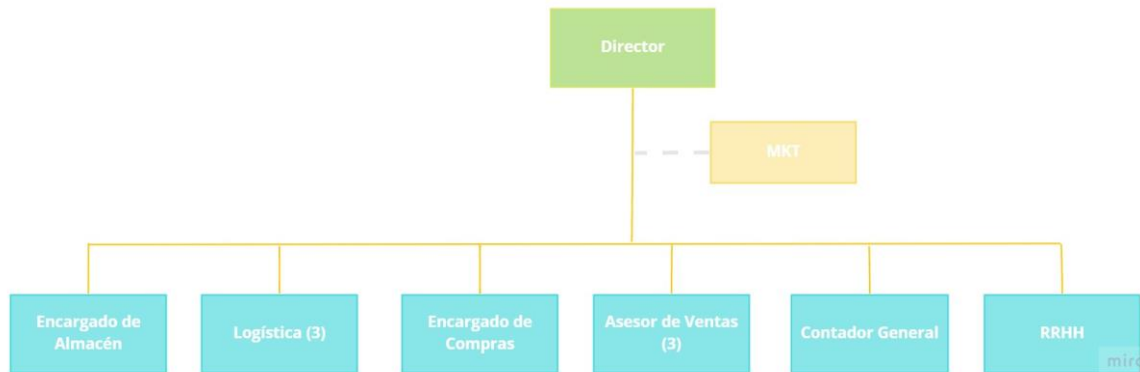 Director
MKT
Encargado de
Almacén
Logística (3)
Encargado de
Compras
Asesor de Ventas
(3)
Contador General
RRHH
miro